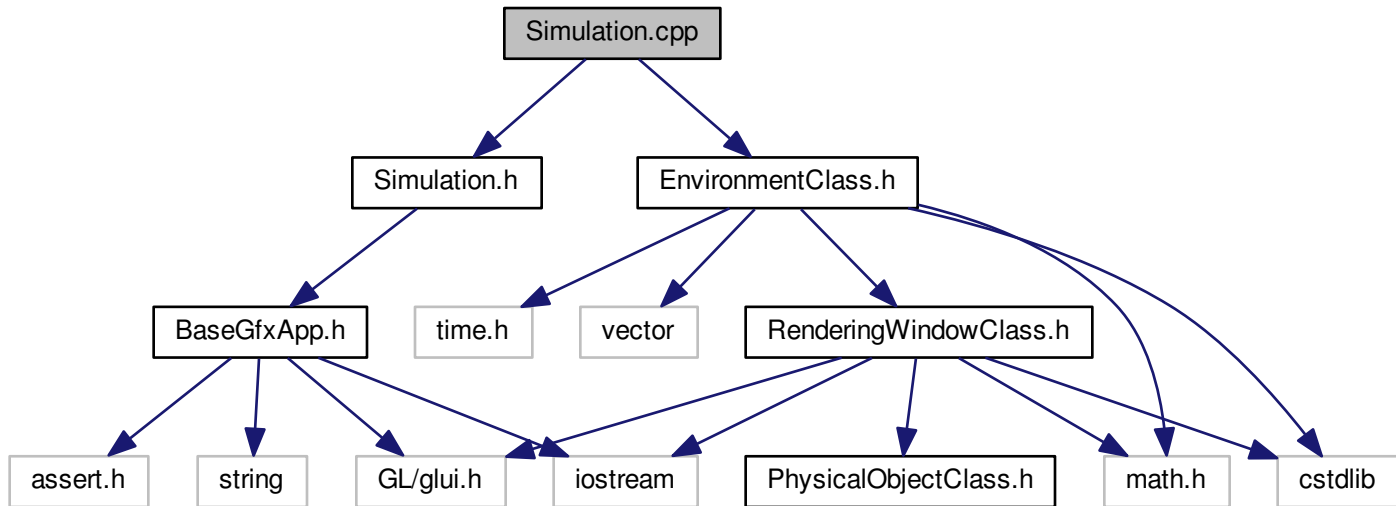 Simulation.cpp
Simulation.h
EnvironmentClass.h
BaseGfxApp.h
time.h
vector
RenderingWindowClass.h
assert.h
string
GL/glui.h
iostream
PhysicalObjectClass.h
math.h
cstdlib